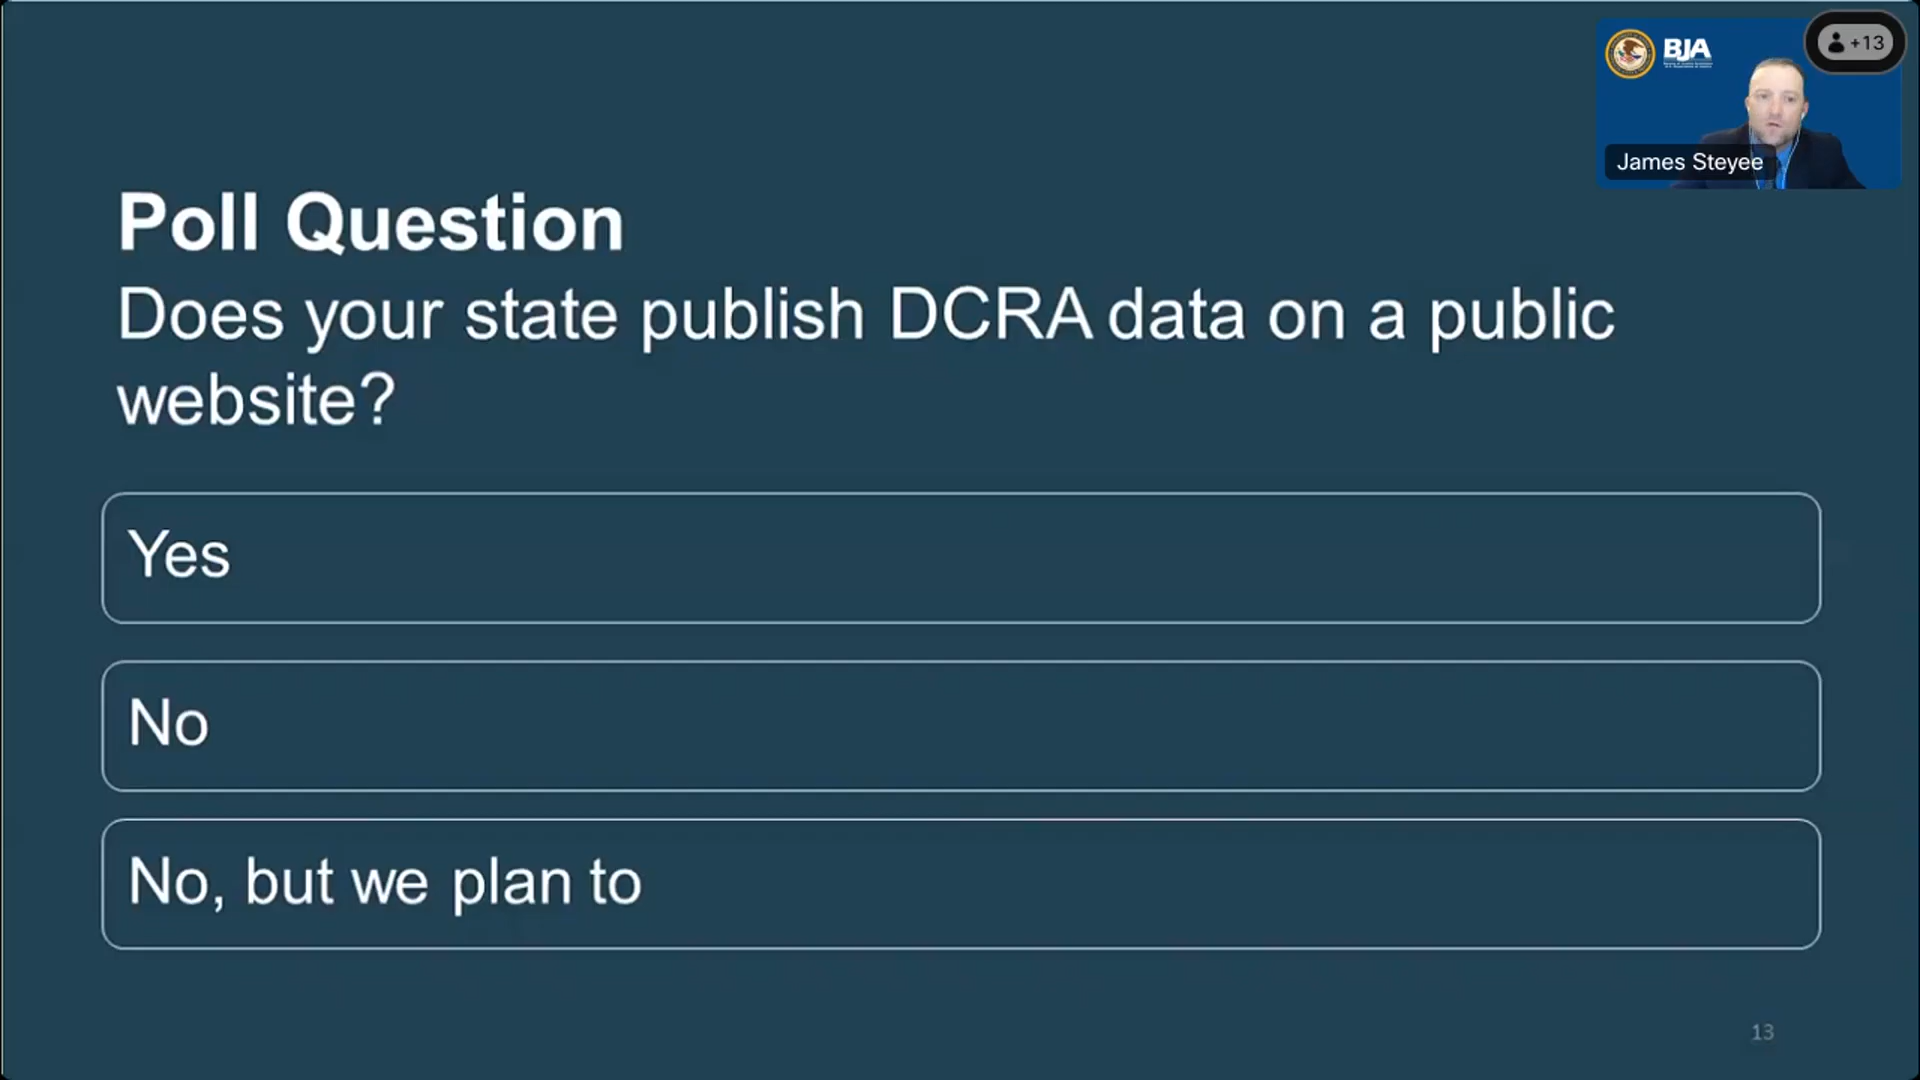 BJA
+13
James Steyee
Poll Question
Does your state publish DCRA data on a public
website?
Yes
No
No, but we plan to
13